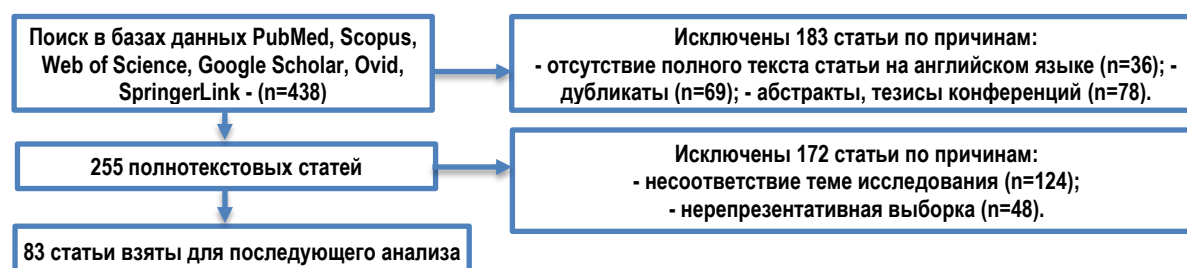 Поиск в базах данных PubMed, Scopus,
Web of Science, Google Scholar, Ovid,
SpringerLink - (n=438)
Исключены 183 статьи по причинам:
- отсутствие полного текста статьи на английском языке (n=36); -
дубликаты (n=69); - абстракты, тезисы конференций (n=78).
255 полнотекстовых статей
Исключены 172 статьи по причинам:
- несоответствие теме исследования (n=124);
- нерепрезентативная выборка (n=48).
83 статьи взяты для последующего анализа